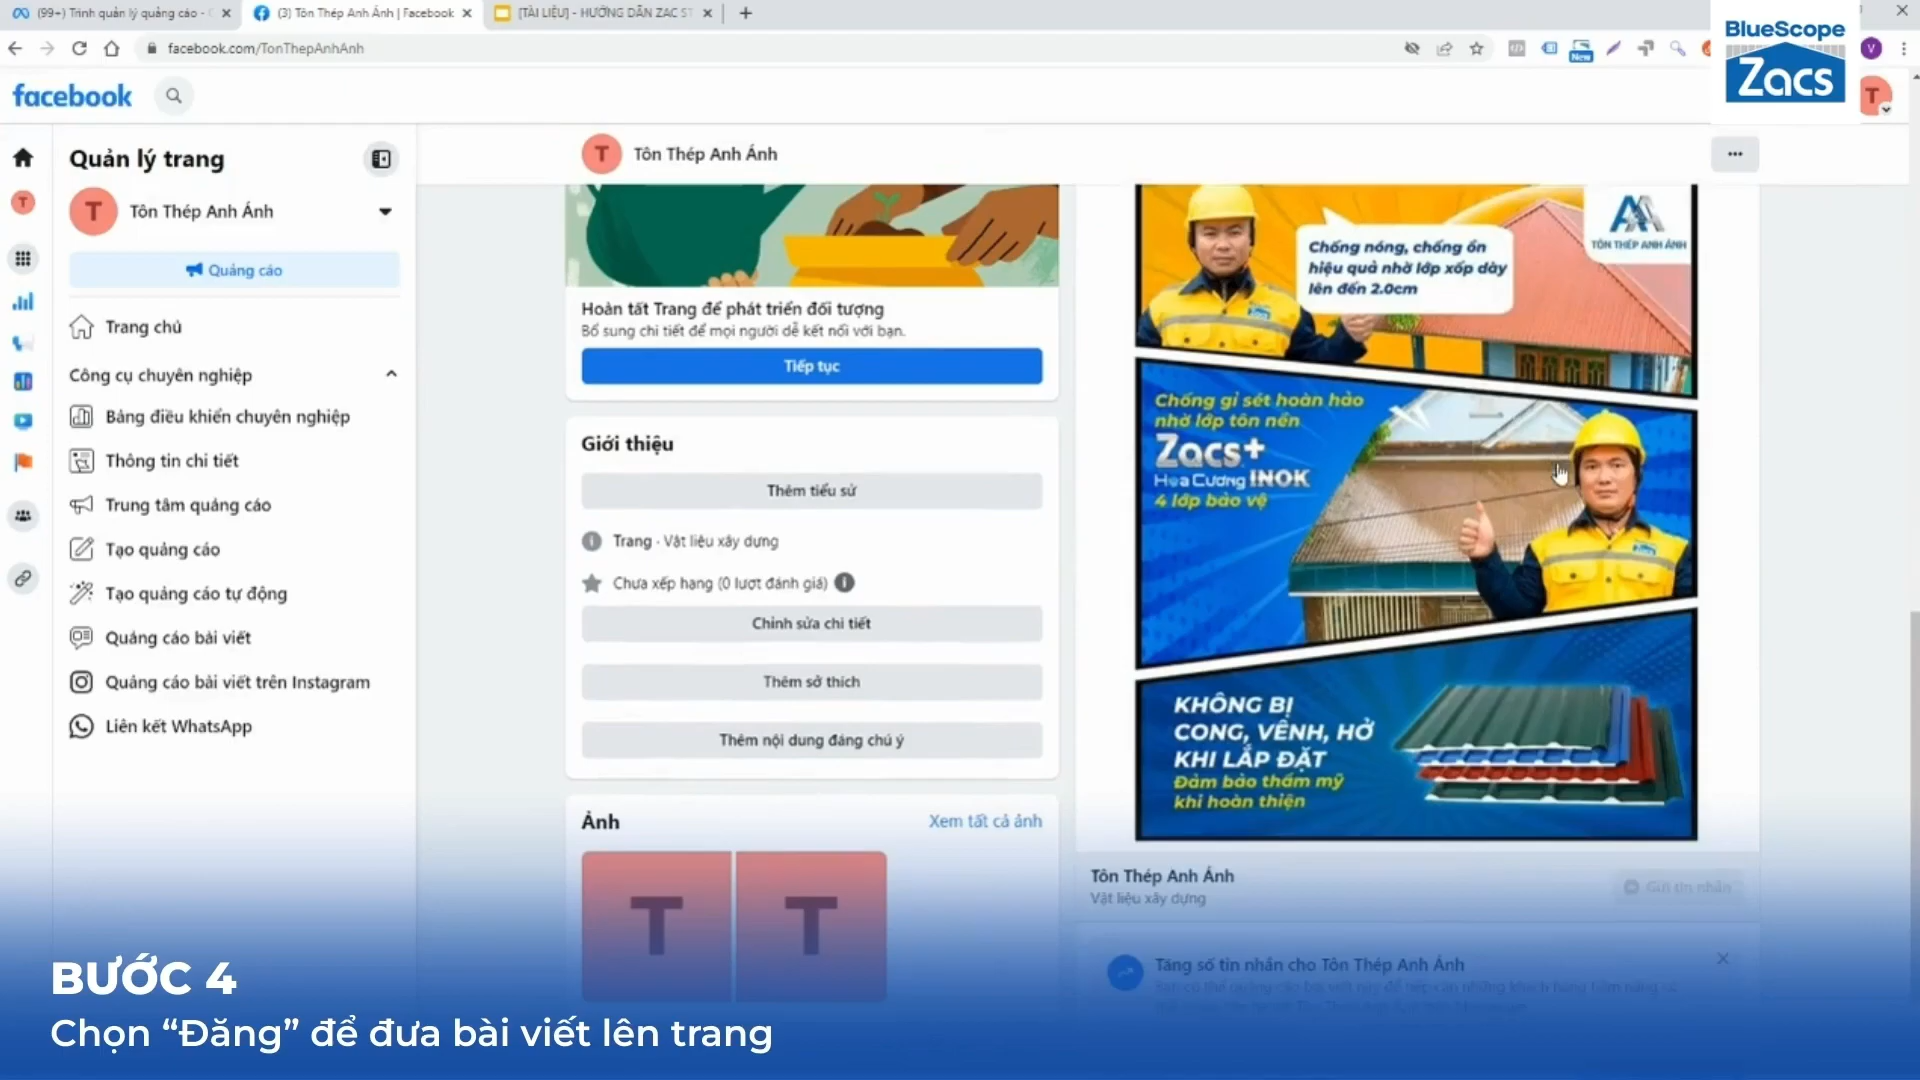 (99+) Trình quản lý quảng cáo -
(3) Tôn Thép Anh Ánh | Facebook
[TÀI LIỆU] - HƯỚNG DẪN ZAC ST
facebook.com/TonThepAnhAnh
New
V
BlueScope
Zacs
facebook
T
Quản lý trang
T
Tôn Thép Anh Ánh
Quảng cáo
Trang chủ
Công cụ chuyên nghiệp
Bảng điều khiển chuyên nghiệp
Thông tin chi tiết
Trung tâm quảng cáo
Tạo quảng cáo
Tạo quảng cáo tự động
Quảng cáo bài viết
Quảng cáo bài viết trên Instagram
Liên kết WhatsApp
T
T
Tôn Thép Anh Ánh
Hoàn tất Trang để phát triển đối tượng
Bổ sung chi tiết để mọi người dễ kết nối với bạn.
Tiếp tục
Giới thiệu
Thêm tiểu sử
Trang · Vật liệu xây dựng
Chưa xếp hạng (0 lượt đánh giá)
Chỉnh sửa chi tiết
Thêm sở thích
Thêm nội dung đáng chú ý
Ảnh
Xem tất cả ảnh
T
T
Chống nóng, chống ồn
hiệu quả nhờ lớp xốp dày
lên đến 2.0cm
TÔN THÉP ANH ÁNH
Chống gỉ sét hoàn hảo
nhờ lớp tôn nền
Zacs+
Hoa Cương INOK
4 lớp bảo vệ
KHÔNG BỊ
CONG, VÊNH, HỞ
KHI LẮP ĐẶT
Đảm bảo thẩm mỹ
khi hoàn thiện
Tôn Thép Anh Ánh
Vật liệu xây dựng
Gửi tin nhắn
Tăng số tin nhắn cho Tôn Thép Anh Ánh
BƯỚC 4
Chọn “Đăng” để đưa bài viết lên trang